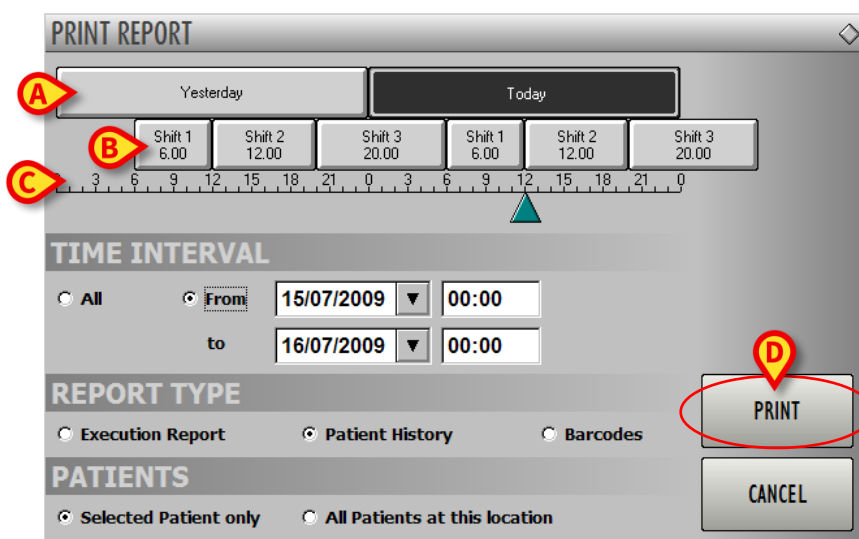 PRINT REPORT
A
Yesterday Today
B
Shift 1 Shift 2 Shift 3 Shift 1 Shift 2 Shift 3
6.00 12.00 20.00 6.00 12.00 20.00
C
3 6 9 12 15 18 21 0 3 6 9 12 15 18 21 0
TIME INTERVAL
All From 15/07/2009 00:00
to 16/07/2009 00:00
D
REPORT TYPE
PRINT
Execution Report Patient History Barcodes
PATIENTS
CANCEL
Selected Patient only All Patients at this location